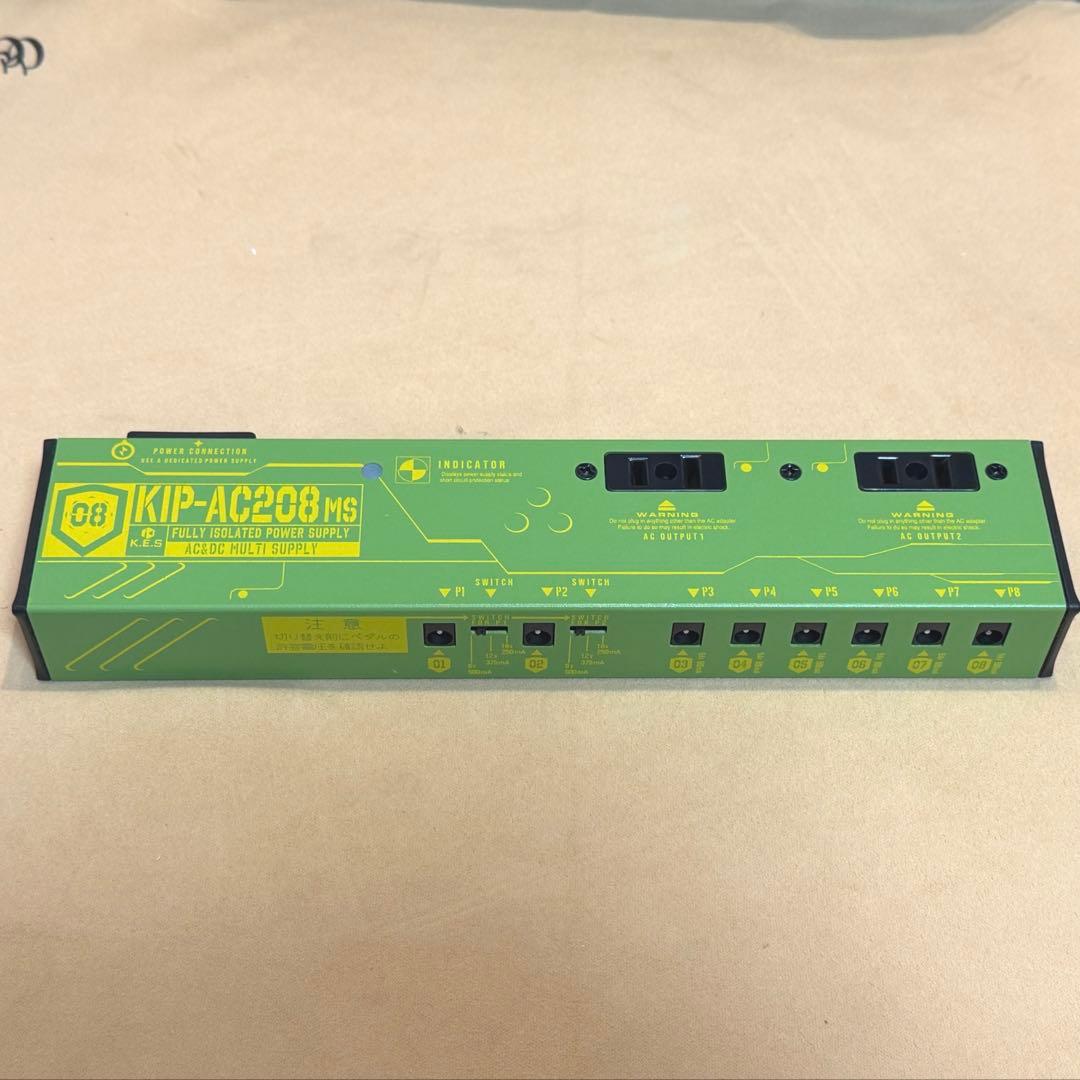 POWER CONNECTION
USE A DEDICATED POWER SUPPLY
INDICATOR
Displays power supply status and
short circuit protection status
08
KIP-AC208 MS
K.E.S
FULLY ISOLATED POWER SUPPLY
AC&DC MULTI SUPPLY
WARNING
Do not plug in anything other than the AC adapter
Failure to do so may result in electric shock.
AC OUTPUT1
WARNING
Do not plug in anything other than the AC adapter
Failure to do so may result in electric shock.
AC OUTPUT2
P1 SWITCH P2 SWITCH P3 P4 P5 P6 P7 P8
注意
切り替え前にペダルの
許容電圧を確認せよ
SWITCH
SWITCH
01 02 03 04 05 06 07 08
9v
500mA
12v
375mA
18v
250mA
9v
500mA
12v
375mA
18v
250mA